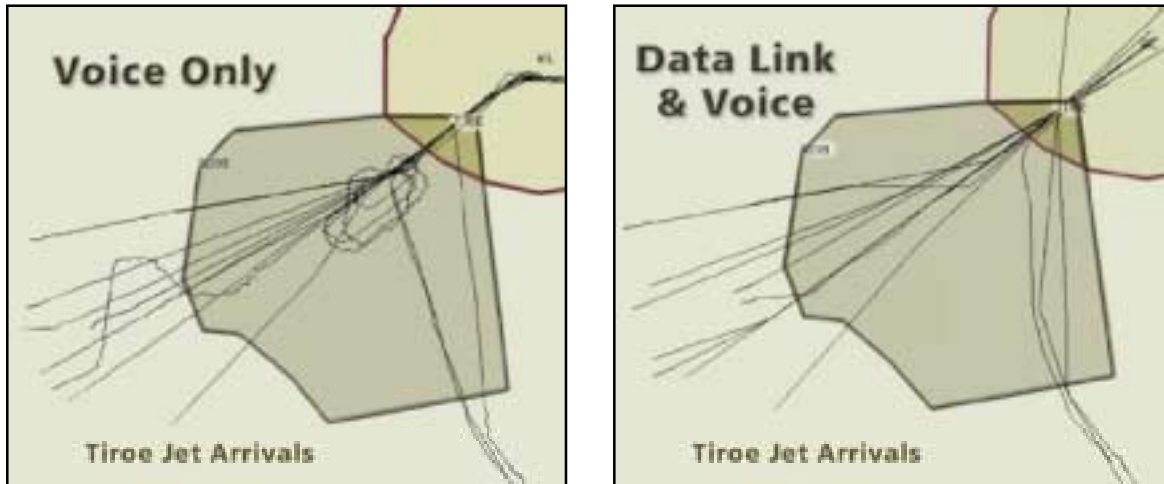 Voice Only
Tiroe Jet Arrivals
Data Link
& Voice
Tiroe Jet Arrivals